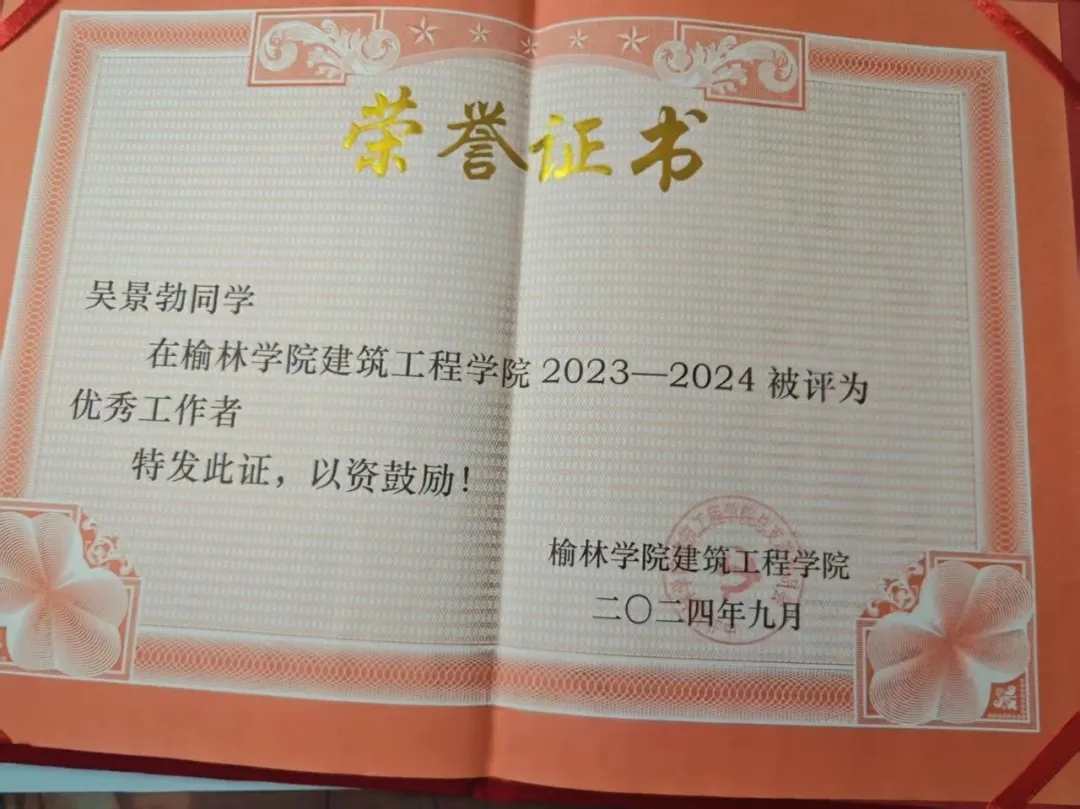 荣誉证书
吴景勃同学
在榆林学院建筑工程学院 2023—2024 被评为
优秀工作者
特发此证，以资鼓励！
榆林学院建筑工程学院
二〇二四年九月